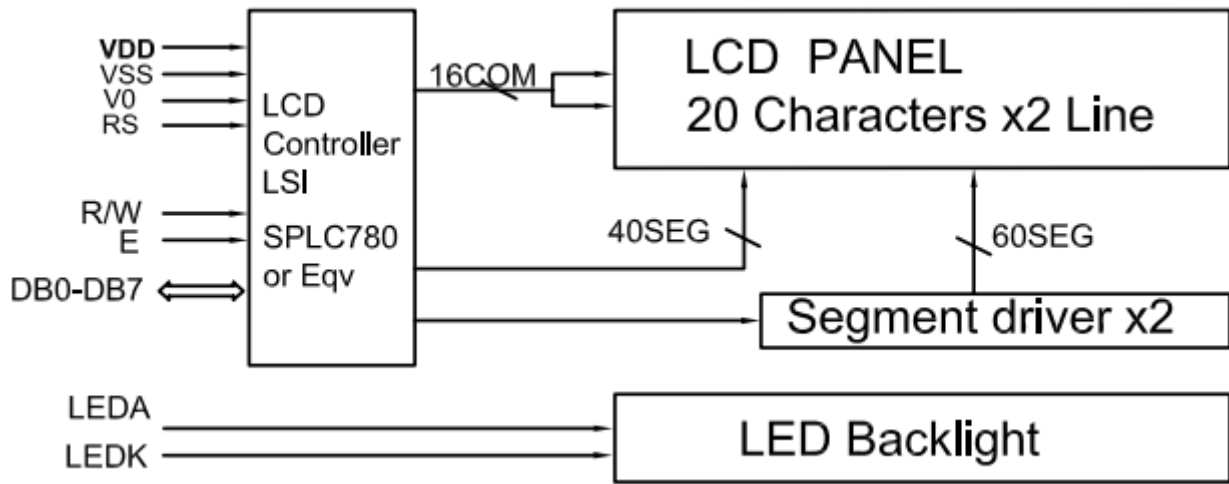 VDD
VSS
V0
RS
R/W
E
DB0-DB7
LCD
Controller
LSI
SPLC780
or Eqv
16COM
LCD PANEL
20 Characters x2 Line
40SEG
60SEG
Segment driver x2
LEDA
LEDK
LED Backlight